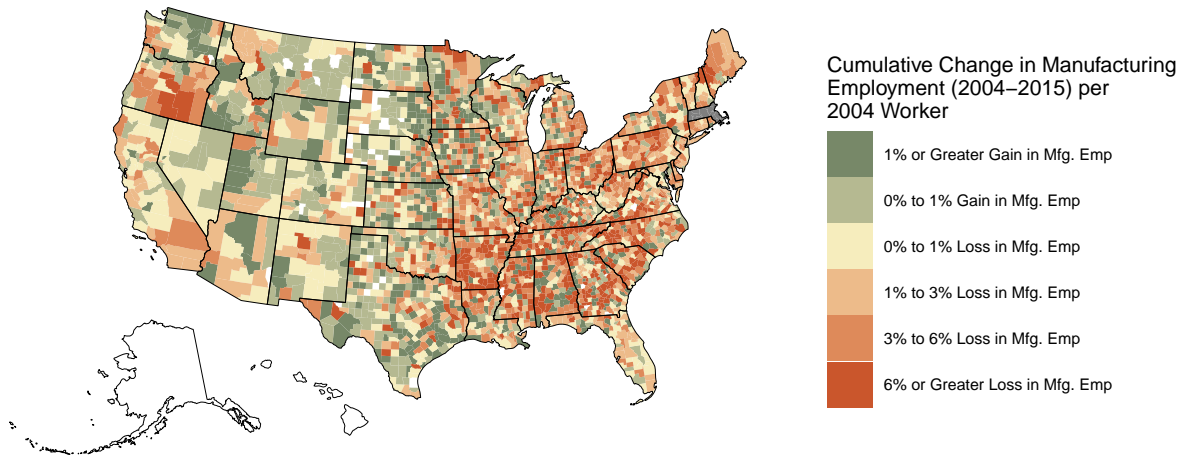 Cumulative Change in Manufacturing
Employment (2004–2015) per
2004 Worker
1% or Greater Gain in Mfg. Emp
0% to 1% Gain in Mfg. Emp
0% to 1% Loss in Mfg. Emp
1% to 3% Loss in Mfg. Emp
3% to 6% Loss in Mfg. Emp
6% or Greater Loss in Mfg. Emp